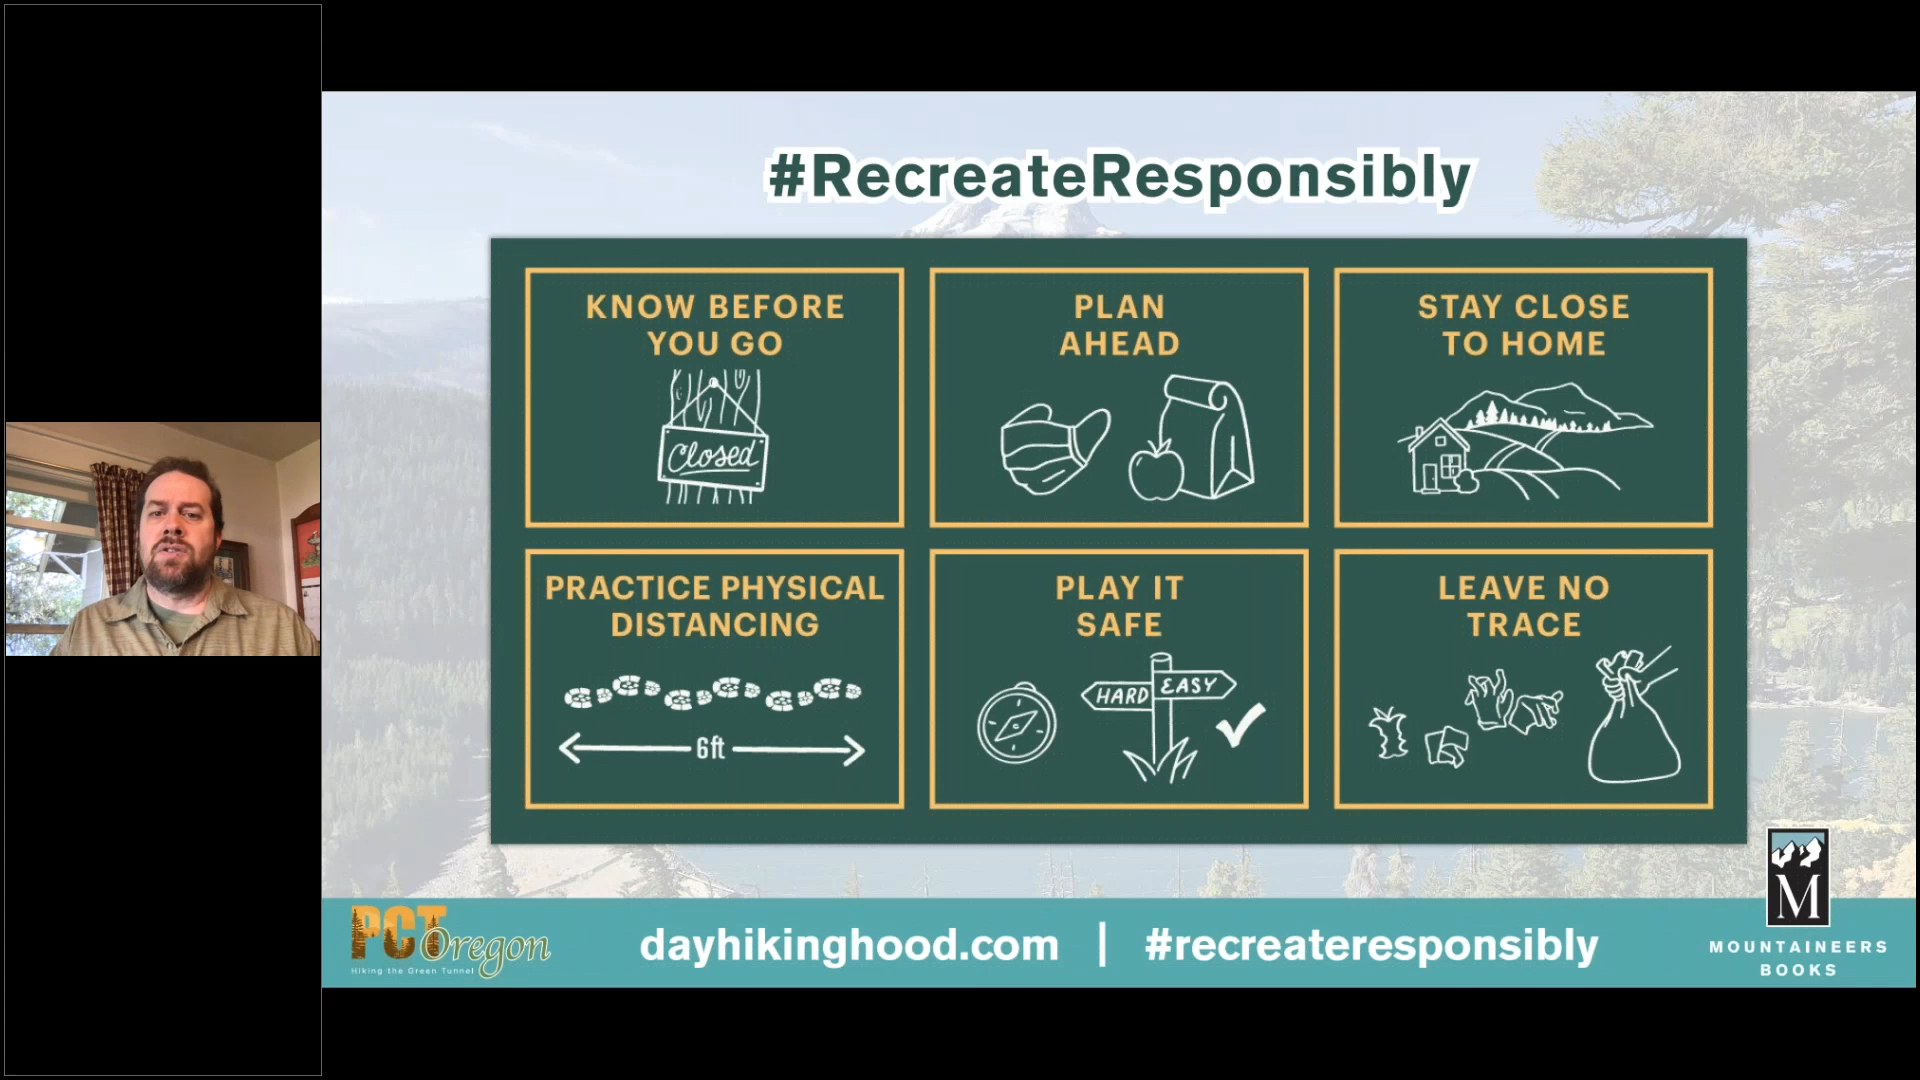 #RecreateResponsibly
KNOW BEFORE
YOU GO
Closed
PLAN
AHEAD
STAY CLOSE
TO HOME
PRACTICE PHYSICAL
DISTANCING
6ft
PLAY IT
SAFE
HARD
EASY
LEAVE NO
TRACE
PCT Oregon
Hiking the Green Tunnel
dayhikinghood.com | #recreateresponsibly
M
MOUNTAINEERS
BOOKS